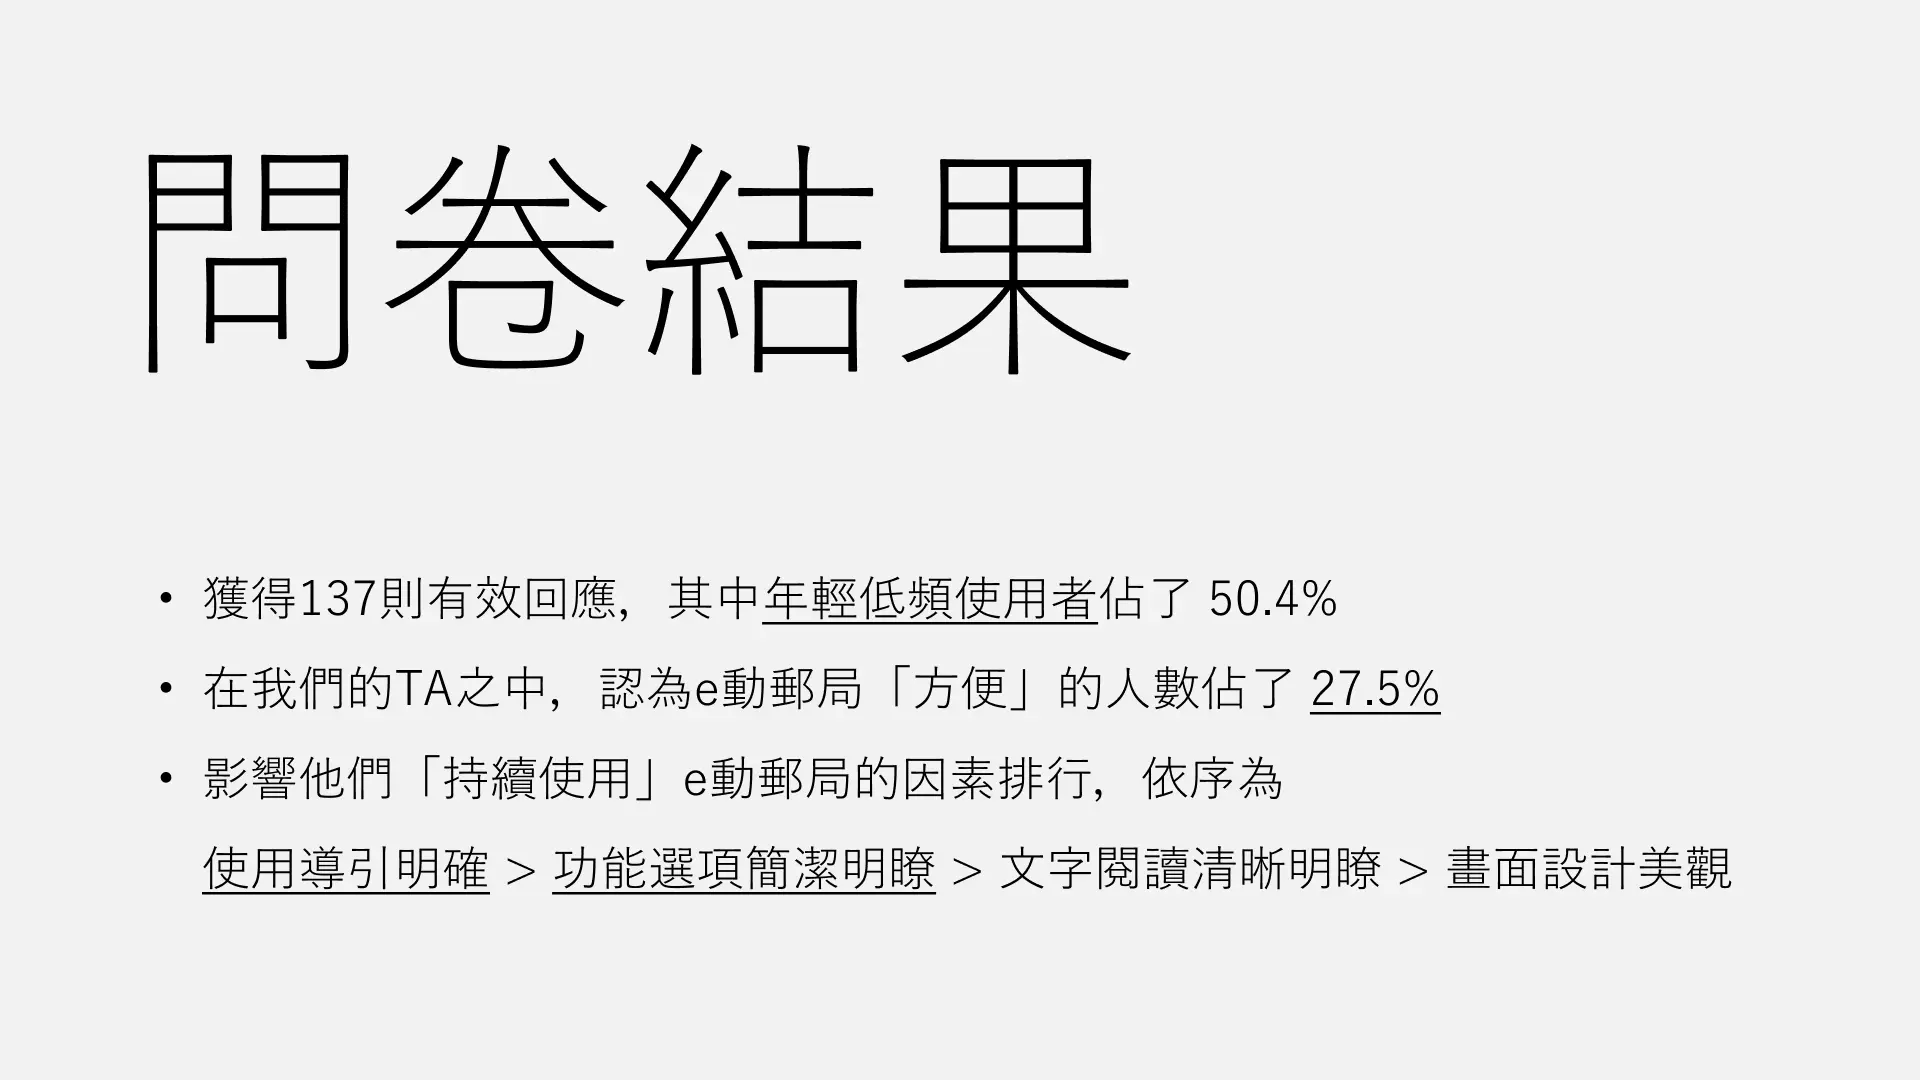 問卷結果
• 獲得137則有效回應，其中年輕低頻使用者佔了 50.4%
• 在我們的TA之中，認為e動郵局「方便」的人數佔了 27.5%
• 影響他們「持續使用」e動郵局的因素排行，依序為
使用導引明確 > 功能選項簡潔明瞭 > 文字閱讀清晰明瞭 > 畫面設計美觀